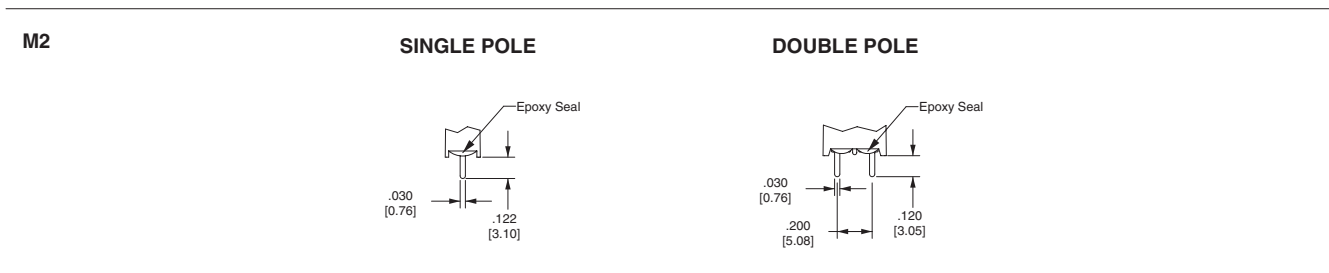 M2
SINGLE POLE
DOUBLE POLE
Epoxy Seal
.030
[0.76]
.122
[3.10]
Epoxy Seal
.030
[0.76]
.200
[5.08]
.120
[3.05]